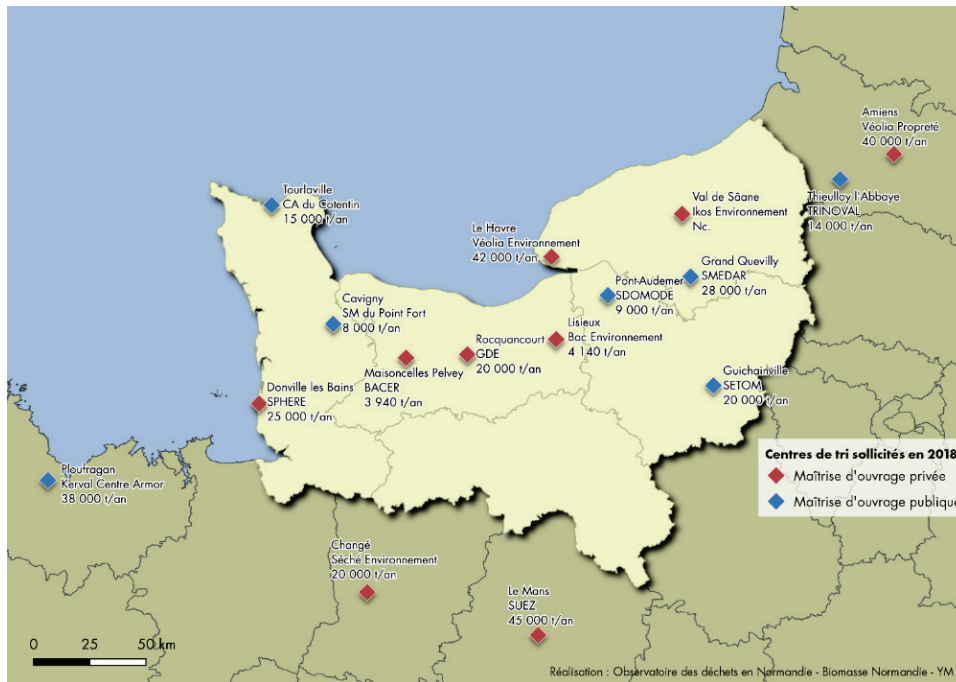 Amiens
Véolia Propreté
40 000 t/an
Thieulloy l'Abbaye
TRINOVAL
14 000 t/an
Tourlaville
CA du Cotentin
15 000 t/an
Val de Sâane
Ikos Environnement
Nc.
Le Havre
Véolia Environnement
42 000 t/an
Grand Quevilly
SMEDAR
28 000 t/an
Pont-Audemer
SDOMODE
9 000 t/an
Cavigny
SM du Point Fort
8 000 t/an
Lisieux
Bac Environnement
4 140 t/an
Rocquancourt
GDE
20 000 t/an
Maisoncelles Pelvey
BACER
3 940 t/an
Donville les Bains
SPHERE
25 000 t/an
Guichainville
SETOM
20 000 t/an
Ploufragan
Kerval Centre Armor
38 000 t/an
Centres de tri sollicités en 2018
Maîtrise d'ouvrage privée
Maîtrise d'ouvrage publique
Changé
Séché Environnement
20 000 t/an
Le Mans
SUEZ
45 000 t/an
0 25 50 km
Réalisation : Observatoire des déchets en Normandie - Biomasse Normandie - YM